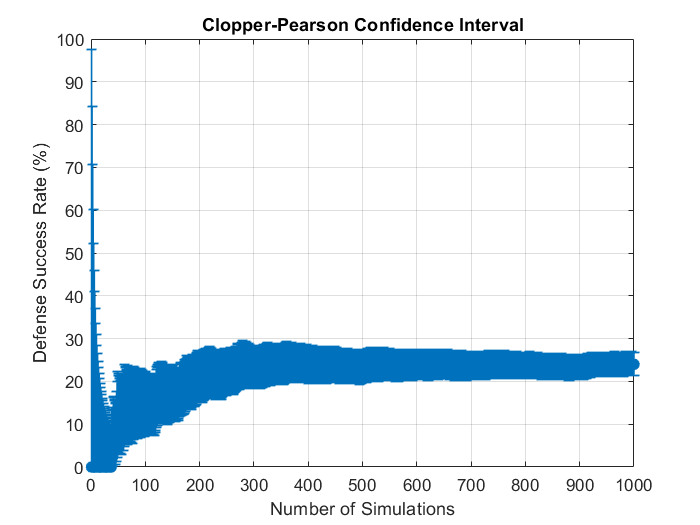 Clopper-Pearson Confidence Interval
100
90
80
70
60
50
40
30
20
10
0
Defense Success Rate (%)
0 100 200 300 400 500 600 700 800 900 1000
Number of Simulations